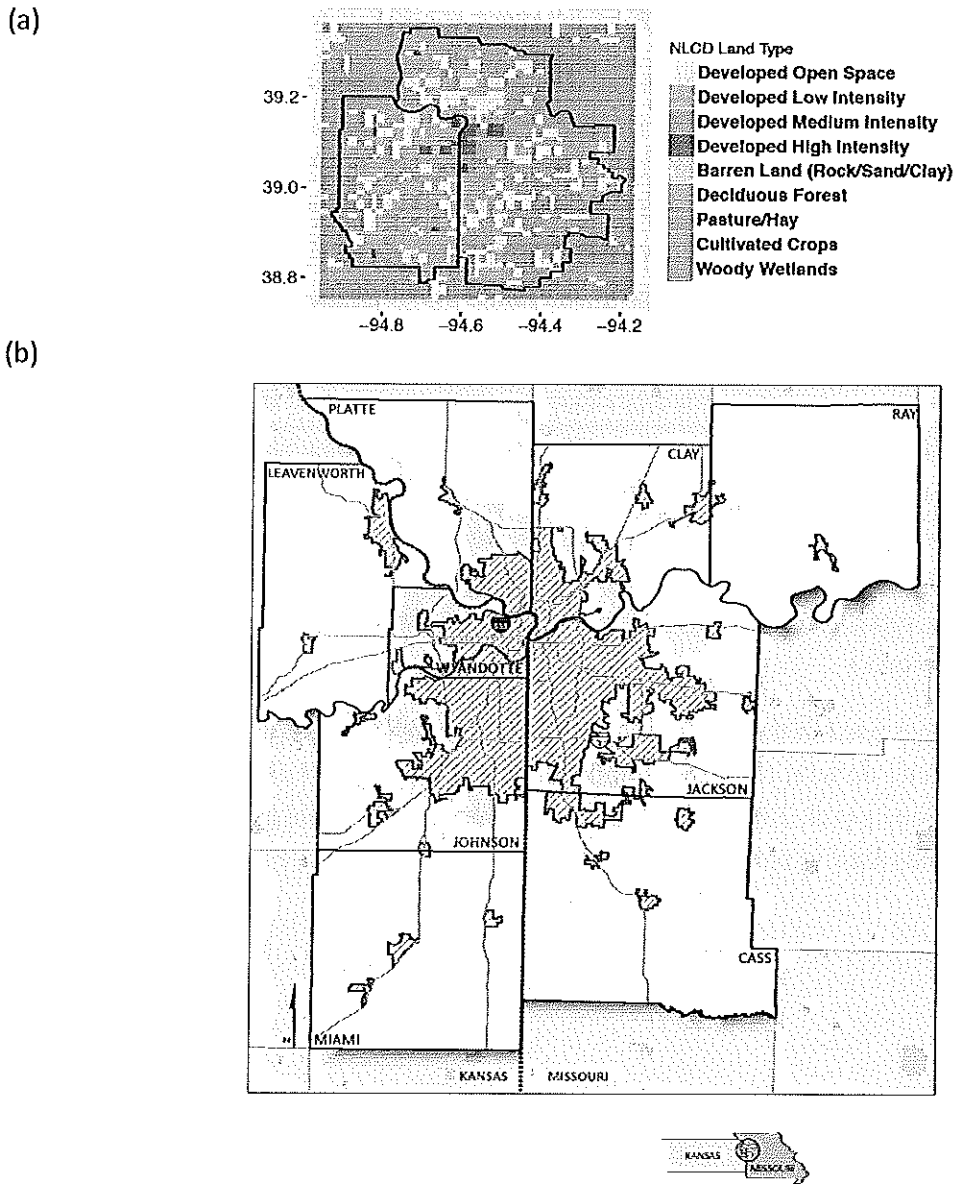 (a)
NLCD Land Type
Developed Open Space
Developed Low Intensity
Developed Medium Intensity
Developed High Intensity
Barren Land (Rock/Sand/Clay)
Deciduous Forest
Pasture/Hay
Cultivated Crops
Woody Wetlands
39.2-
39.0-
38.8-
-94.8
-94.6
-94.4
-94.2
(b)
PLATTE
RAY
CLAY
LEAVENWORTH
WYANDOTTE
JACKSON
JOHNSON
CASS
MIAMI
KANSAS
MISSOURI
KANSAS
MISSOURI